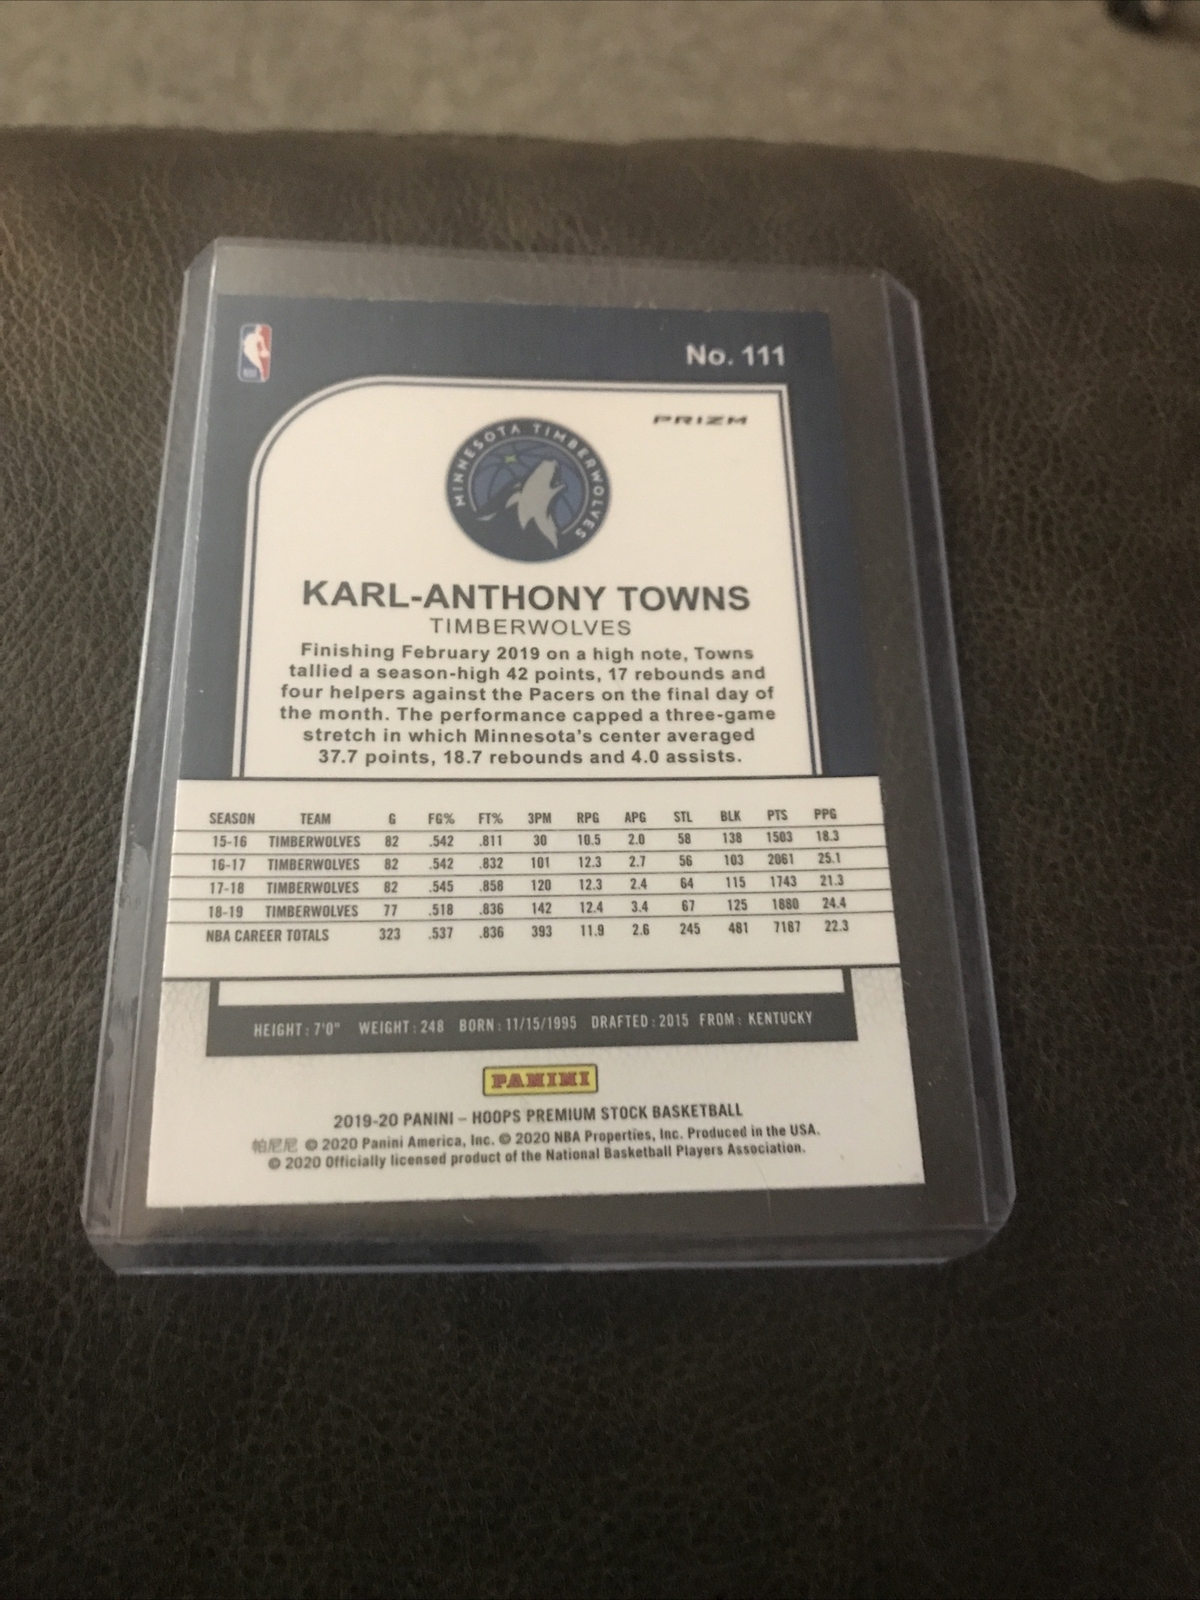 No. 111
PRIZM
MINNESOTA TIMBERWOLVES
KARL-ANTHONY TOWNS
TIMBERWOLVES
Finishing February 2019 on a high note, Towns
tallied a season-high 42 points, 17 rebounds and
four helpers against the Pacers on the final day of
the month. The performance capped a three-game
stretch in which Minnesota's center averaged
37.7 points, 18.7 rebounds and 4.0 assists.
SEASON TEAM G FG% FT% 3PM RPG APG STL BLK PTS PPG
15-16 TIMBERWOLVES 82 .542 .811 30 10.5 2.0 58 138 1503 18.3
16-17 TIMBERWOLVES 82 .542 .832 101 12.3 2.7 56 103 2061 25.1
17-18 TIMBERWOLVES 82 .545 .858 120 12.3 2.4 64 115 1743 21.3
18-19 TIMBERWOLVES 77 .518 .836 142 12.4 3.4 67 125 1880 24.4
NBA CAREER TOTALS 323 .537 .836 393 11.9 2.6 245 481 7187 22.3
HEIGHT: 7'0" WEIGHT: 248 BORN: 11/15/1995 DRAFTED: 2015 FROM: KENTUCKY
PANINI
2019-20 PANINI – HOOPS PREMIUM STOCK BASKETBALL
帕尼尼 © 2020 Panini America, Inc. © 2020 NBA Properties, Inc. Produced in the USA.
© 2020 Officially licensed product of the National Basketball Players Association.